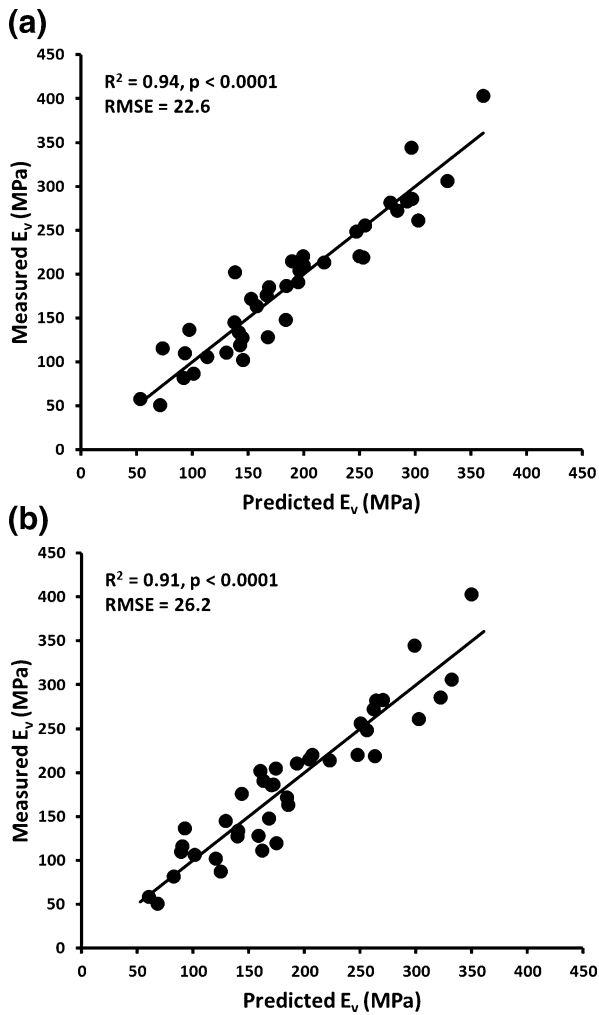 (a)
450
400
350
300
250
200
150
100
50
0
Measured Ev (MPa)
R² = 0.94, p < 0.0001
RMSE = 22.6
0 50 100 150 200 250 300 350 400 450
Predicted Ev (MPa)
(b)
450
400
350
300
250
200
150
100
50
0
Measured Ev (MPa)
R² = 0.91, p < 0.0001
RMSE = 26.2
0 50 100 150 200 250 300 350 400 450
Predicted Ev (MPa)